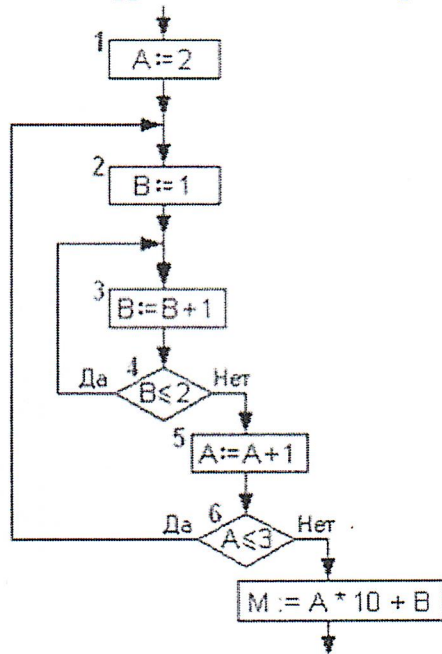 1
A:=2
2
B:=1
3
B:=B+1
4
Да
B≤2
Нет
5
A:=A+1
6
Да
A≤3
Нет
M := A * 10 + B